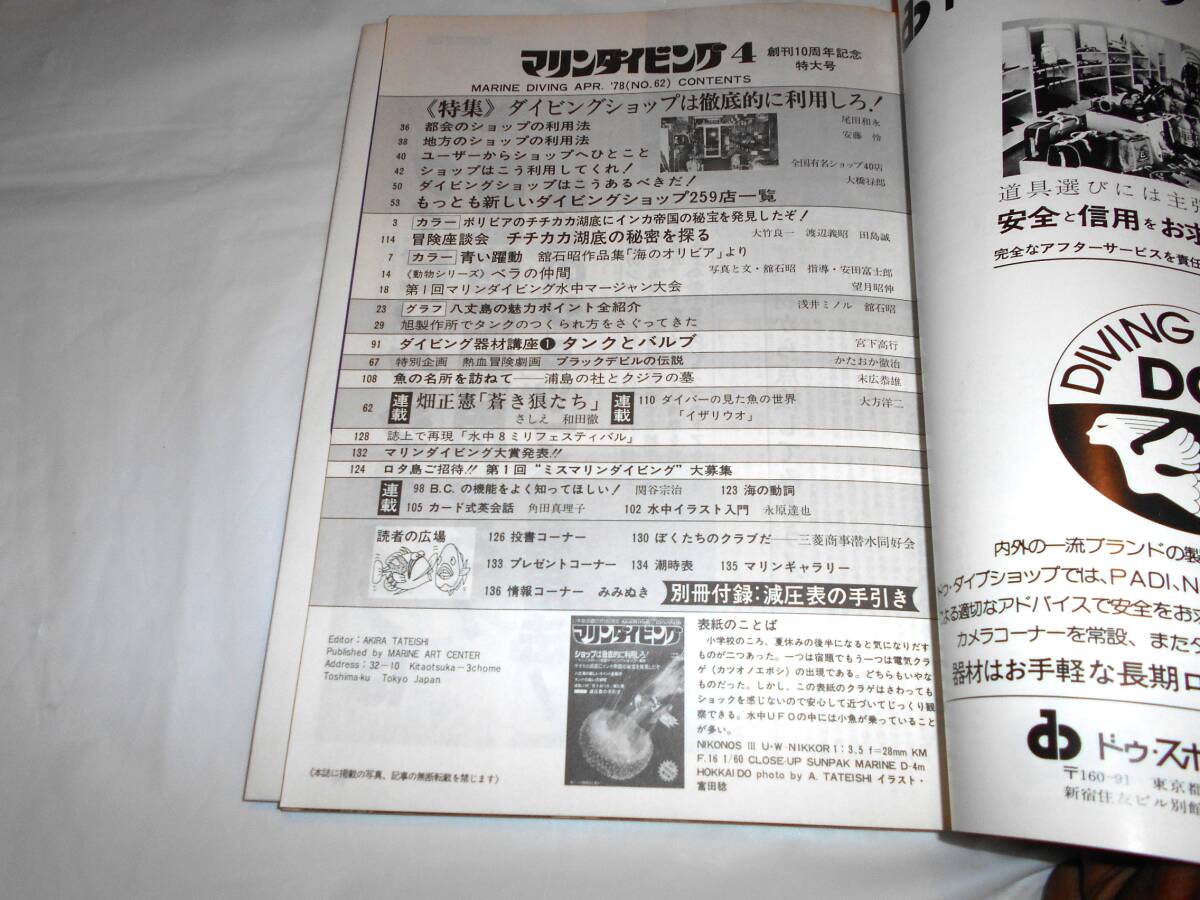 マリンダイビング 4 創刊10周年記念
特大号
MARINE DIVING APR. '78 (NO.62) CONTENTS
《特集》ダイビングショップは徹底的に利用しろ!
36 都会のショップの利用法 尾田和永
38 地方のショップの利用法 安藤 怜
40 ユーザーからショップへひとこと
42 ショップはこう利用してくれ! 全国有名ショップ40店
50 ダイビングショップはこうあるべきだ! 大橋禄郎
53 もっとも新しいダイビングショップ259店一覧
3 カラー ボリビアのチチカカ湖底にインカ帝国の秘宝を発見したぞ!
114 冒険座談会 チチカカ湖底の秘密を探る 大竹良一 渡辺義昭 田島誠
7 カラー 青い躍動 舘石昭作品集「海のオリビア」より
14 《動物シリーズ》ベラの仲間 写真と文・舘石昭 指導・安田富士郎
18 第1回マリンダイビング水中マージャン大会 望月昭伸
23 グラフ 八丈島の魅力ポイント全紹介 浅井ミノル 舘石昭
29 旭製作所でタンクのつくられ方をさぐってきた
91 ダイビング器材講座❶タンクとバルブ 宮下高行
67 特別企画 熱血冒険劇画 ブラックデビルの伝説 かたおか徹治
108 魚の名所を訪ねて──浦島の社とクジラの墓 末広恭雄
62 連載 畑正憲「蒼き狼たち」 さしえ 和田徹
連載 110 ダイバーの見た魚の世界 大方洋二
「イザリウオ」
128 誌上で再現「水中8ミリフェスティバル」
132 マリンダイビング大賞発表!!
124 ロタ島ご招待!! 第1回 “ミスマリンダイビング” 大募集
連載 98 B.C. の機能をよく知ってほしい! 関谷宗治 123 海の動詞
105 カード式英会話 角田真理子 102 水中イラスト入門 永原達也
読者の広場
126 投書コーナー 130 ぼくたちのクラブだ──三菱商事潜水同好会
133 プレゼントコーナー 134 潮時表 135 マリンギャラリー
136 情報コーナー みみぬき 別冊付録:減圧表の手引き
Editor: AKIRA TATEISHI
Published by MARINE ART CENTER
Address: 32-10 Kitaotsuka-3chome
Toshima-ku Tokyo Japan
(本誌に掲載の写真、記事の無断転載を禁じます)
マリンダイビング
ショップは徹底的に利用しろ!
表紙のことば
小学校のころ、夏休みの後半になると気になりだす
ものが二つあった。一つは宿題でもう一つは電気クラ
ゲ(カツオノエボシ)の出現である。どちらもいやな
ものだった。しかし、この表紙のクラゲはさわっても
ショックを感じないので安心して近づいてじっくり観
察できる。水中UFOの中には小魚が乗っていること
が多い。
NIKONOS III U・W-NIKKOR 1:3.5 f=28mm KM
F.16 1/60 CLOSE-UP SUNPAK MARINE D-4m
HOKKAIDO photo by A. TATEISHI イラスト・
富田稔
道具選びには主
安全と信用をお
完全なアフターサービスを責任
DIVING
DO
内外の一流ブランドの製
ドゥ・ダイブショップでは、PADI、N
よる適切なアドバイスで安全をお
カメラコーナーを常設、また
器材はお手軽な長期ロ
ドゥ・スポ
〒160-91 東京都
新宿住友ビル別館